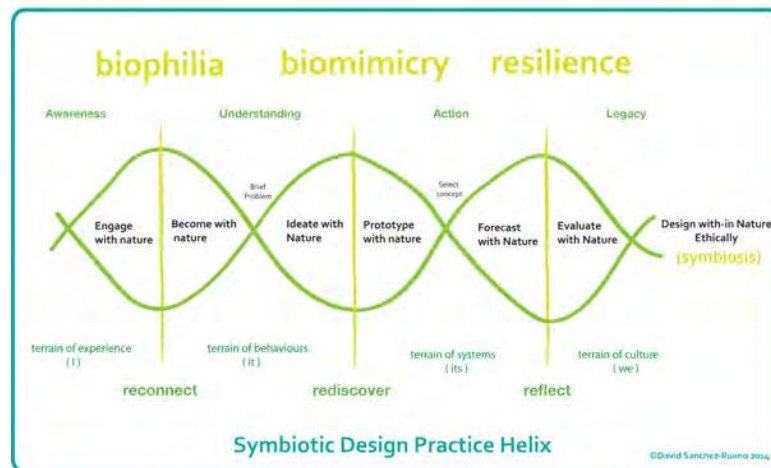 biophilia biomimicry resilience
Awareness Understanding Action Legacy
Brief
Problem
Select
concept
Engage
with nature
Become with
nature
Ideate with
Nature
Prototype
with nature
Forecast
with Nature
Evaluate
with Nature
Design with-in Nature
Ethically
(symbiosis)
terrain of experience
( I )
terrain of behaviours
( it )
terrain of systems
( its )
terrain of culture
( we )
reconnect rediscover reflect
Symbiotic Design Practice Helix
©David Sanchez-Ruano 2014